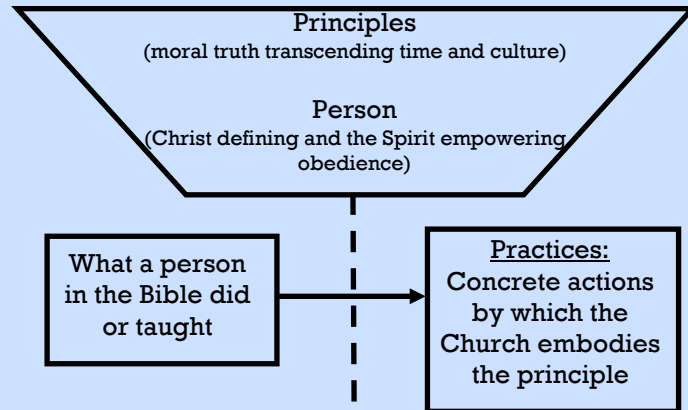 Principles
(moral truth transcending time and culture)
Person
(Christ defining and the Spirit empowering
obedience)
What a person
in the Bible did
or taught
Practices:
Concrete actions
by which the
Church embodies
the principle